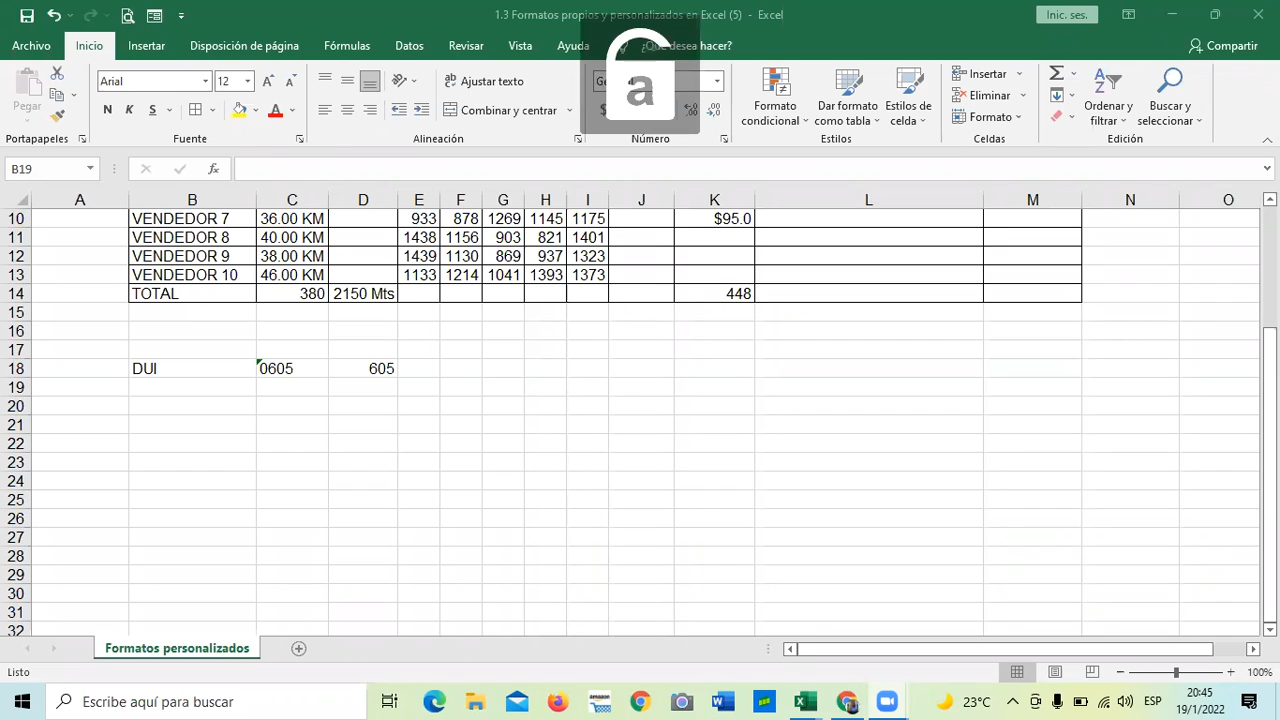 1.3 Formatos propios y personalizados en Excel (5) - Excel
Inic. ses.
Archivo Inicio Insertar Disposición de página Fórmulas Datos Revisar Vista Ayuda ¿Qué desea hacer? Compartir
a
Pegar
Arial 12
Ajustar texto
N K S
Combinar y centrar
$
Formato condicional
Dar formato como tabla
Estilos de celda
Insertar
Eliminar
Formato
Ordenar y filtrar
Buscar y seleccionar
Portapapeles Fuente Alineación Número Estilos Celdas Edición
B19
fx
A B C D E F G H I J K L M N O
10 VENDEDOR 7 36.00 KM 933 878 1269 1145 1175 $95.0
11 VENDEDOR 8 40.00 KM 1438 1156 903 821 1401
12 VENDEDOR 9 38.00 KM 1439 1130 869 937 1323
13 VENDEDOR 10 46.00 KM 1133 1214 1041 1393 1373
14 TOTAL 380 2150 Mts 448
15
16
17
18 DUI 0605 605
19
20
21
22
23
24
25
26
27
28
29
30
31
32
Formatos personalizados
Listo
100%
Escribe aquí para buscar
23°C
ESP
20:45
19/1/2022